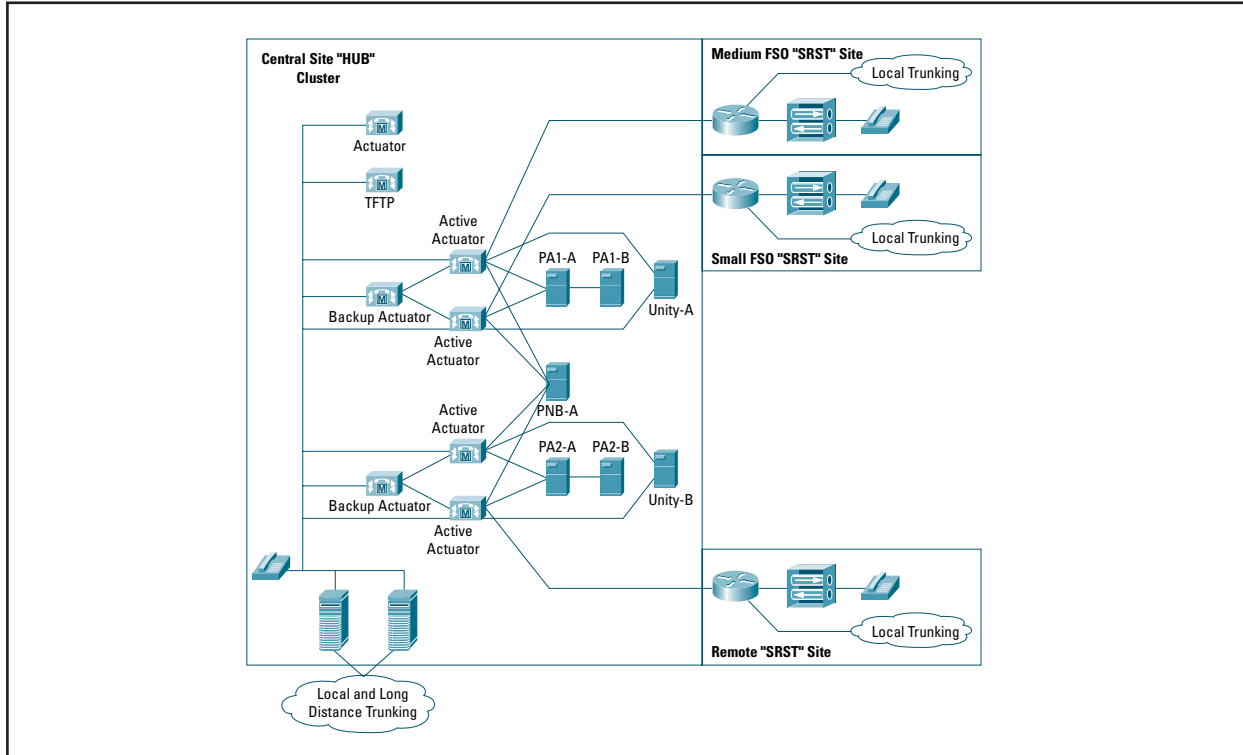 Central Site "HUB"
Cluster
Medium FSO "SRST" Site
Local Trunking
M
Actuator
M
TFTP
Local Trunking
Small FSO "SRST" Site
Active
Actuator
M
PA1-A
PA1-B
Unity-A
M
Backup Actuator
M
Active
Actuator
PNB-A
Active
Actuator
M
PA2-A
PA2-B
Unity-B
M
Backup Actuator
M
Active
Actuator
Local Trunking
Remote "SRST" Site
Local and Long
Distance Trunking